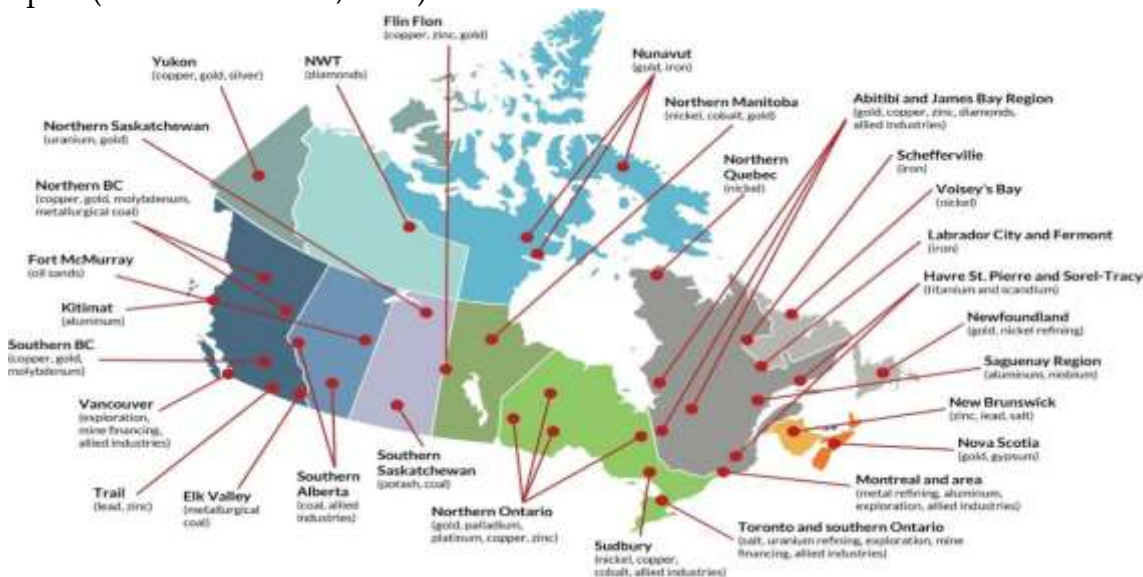 Flin Flon
(copper, zinc, gold)
Yukon
(copper, gold, silver)
NWT
(diamonds)
Nunavut
(gold, iron)
Northern Manitoba
(nickel, cobalt, gold)
Abitibi and James Bay Region
(gold, copper, zinc, diamonds,
allied industries)
Northern Saskatchewan
(uranium, gold)
Northern
Quebec
(nickel)
Schefferville
(iron)
Northern BC
(copper, gold, molybdenum,
metallurgical coal)
Voisey's Bay
(nickel)
Labrador City and Fermont
(iron)
Fort McMurray
(oil sands)
Havre St. Pierre and Sorel-Tracy
(titanium and scandium)
Kitimat
(aluminum)
Newfoundland
(gold, nickel refining)
Southern BC
(copper, gold,
molybdenum)
Saguenay Region
(aluminum, niobium)
Vancouver
(exploration,
mine financing,
allied industries)
New Brunswick
(zinc, lead, salt)
Nova Scotia
(gold, gypsum)
Trail
(lead, zinc)
Elk Valley
(metallurgical
coal)
Southern
Alberta
(coal, allied
industries)
Southern
Saskatchewan
(potash, coal)
Northern Ontario
(gold, palladium,
platinum, copper, zinc)
Montreal and area
(metal refining, aluminum,
exploration, allied industries)
Sudbury
(nickel, copper,
cobalt, allied industries)
Toronto and southern Ontario
(salt, uranium refining, exploration, mine
financing, allied industries)